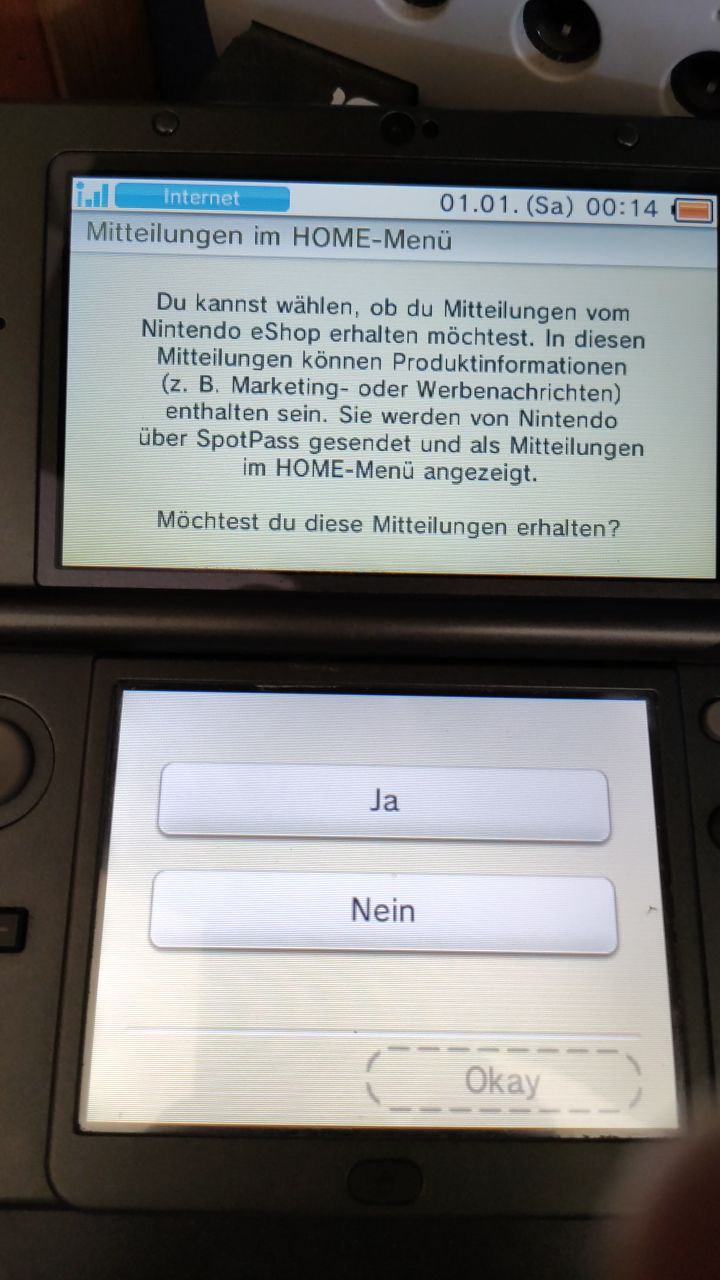 Internet
01.01. (Sa) 00:14
Mitteilungen im HOME-Menü
Du kannst wählen, ob du Mitteilungen vom
Nintendo eShop erhalten möchtest. In diesen
Mitteilungen können Produktinformationen
(z. B. Marketing- oder Werbenachrichten)
enthalten sein. Sie werden von Nintendo
über SpotPass gesendet und als Mitteilungen
im HOME-Menü angezeigt.
Möchtest du diese Mitteilungen erhalten?
Ja
Nein
Okay